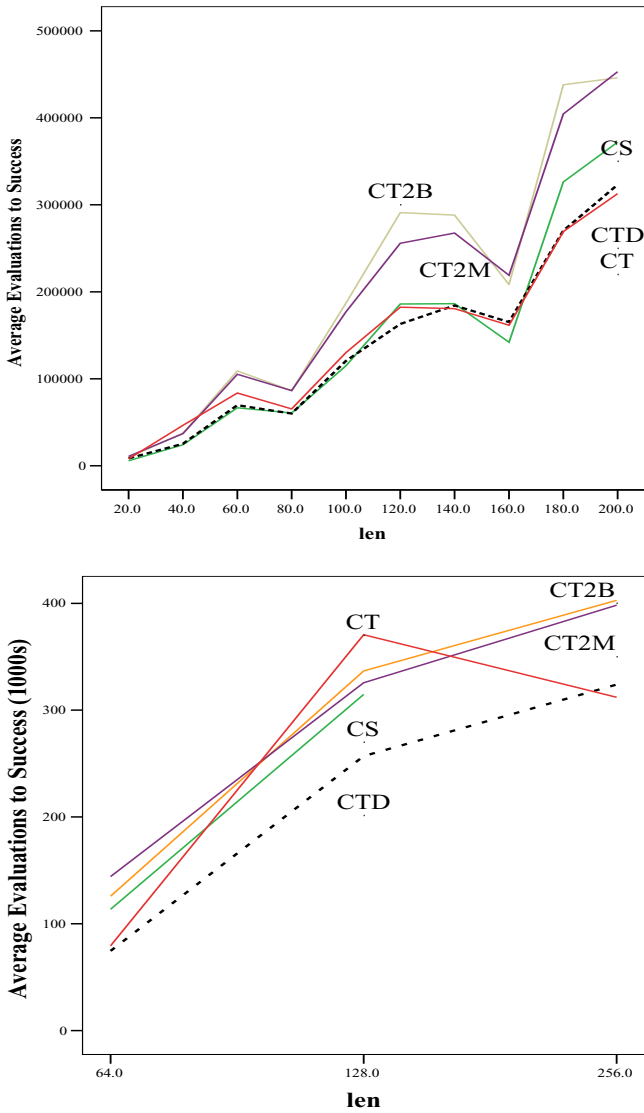 500000
400000
300000
200000
100000
0
Average Evaluations to Success
CT2B
CT2M
CS
CTD
CT
20.0 40.0 60.0 80.0 100.0 120.0 140.0 160.0 180.0 200.0
len
400
300
200
100
0
Average Evaluations to Success (1000s)
CT2B
CT
CT2M
CS
CTD
64.0 128.0 256.0
len